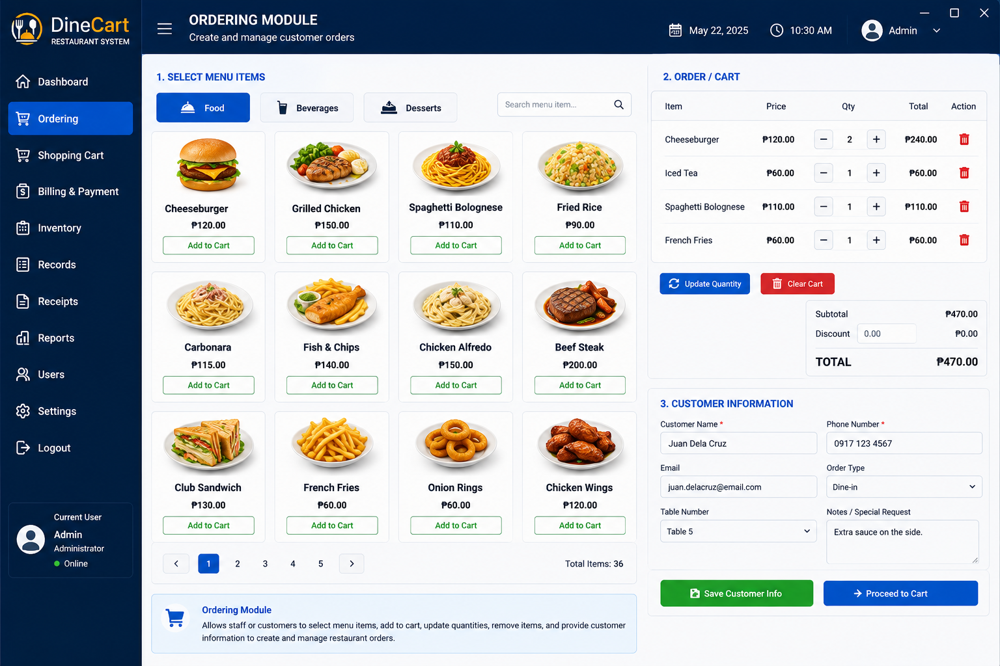 DineCart
RESTAURANT SYSTEM
ORDERING MODULE
Create and manage customer orders
May 22, 2025
10:30 AM
Admin
Dashboard
Ordering
Shopping Cart
Billing & Payment
Inventory
Records
Receipts
Reports
Users
Settings
Logout
Current User
Admin
Administrator
Online
1. SELECT MENU ITEMS
Food
Beverages
Desserts
Search menu item...
Cheeseburger
₱120.00
Add to Cart
Grilled Chicken
₱150.00
Add to Cart
Spaghetti Bolognese
₱110.00
Add to Cart
Fried Rice
₱90.00
Add to Cart
Carbonara
₱115.00
Add to Cart
Fish & Chips
₱140.00
Add to Cart
Chicken Alfredo
₱150.00
Add to Cart
Beef Steak
₱200.00
Add to Cart
Club Sandwich
₱130.00
Add to Cart
French Fries
₱60.00
Add to Cart
Onion Rings
₱60.00
Add to Cart
Chicken Wings
₱120.00
Add to Cart
1 2 3 4 5
Total Items: 36
Ordering Module
Allows staff or customers to select menu items, add to cart, update quantities, remove items, and provide customer
information to create and manage restaurant orders.
2. ORDER / CART
Item Price Qty Total Action
Cheeseburger ₱120.00 2 ₱240.00
Iced Tea ₱60.00 1 ₱60.00
Spaghetti Bolognese ₱110.00 1 ₱110.00
French Fries ₱60.00 1 ₱60.00
Update Quantity
Clear Cart
Subtotal ₱470.00
Discount 0.00 ₱0.00
TOTAL ₱470.00
3. CUSTOMER INFORMATION
Customer Name *
Juan Dela Cruz
Phone Number *
0917 123 4567
Email
juan.delacruz@email.com
Order Type
Dine-in
Table Number
Table 5
Notes / Special Request
Extra sauce on the side.
Save Customer Info
Proceed to Cart